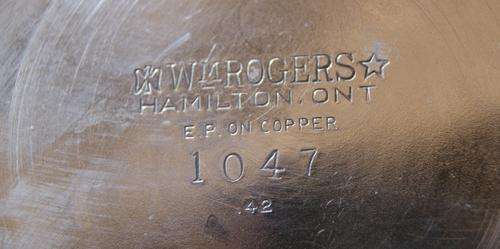 WM ROGERS
HAMILTON. ONT
E.P. ON COPPER
1047
.42